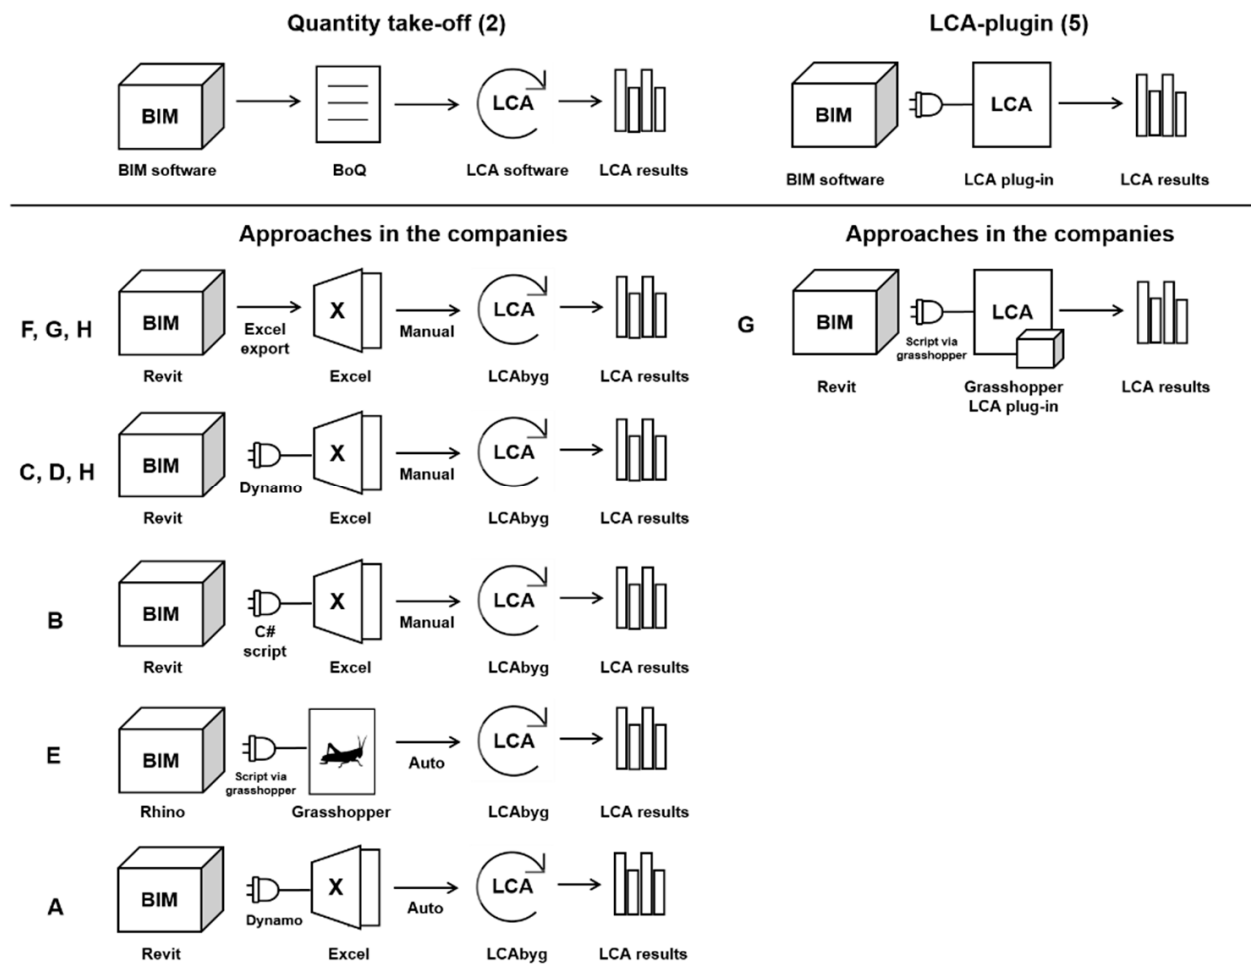 Quantity take-off (2)
LCA-plugin (5)
BIM
LCA
BIM
LCA
BIM software
BoQ
LCA software
LCA results
BIM software
LCA plug-in
LCA results
Approaches in the companies
Approaches in the companies
F, G, H
BIM
Excel
export
X
Manual
LCA
Revit
Excel
LCAbyg
LCA results
G
BIM
Script via
grasshopper
LCA
Revit
Grasshopper
LCA plug-in
LCA results
C, D, H
BIM
Dynamo
X
Manual
LCA
Revit
Excel
LCAbyg
LCA results
B
BIM
C#
script
X
Manual
LCA
Revit
Excel
LCAbyg
LCA results
E
BIM
Script via
grasshopper
Auto
LCA
Rhino
Grasshopper
LCAbyg
LCA results
A
BIM
Dynamo
X
Auto
LCA
Revit
Excel
LCAbyg
LCA results